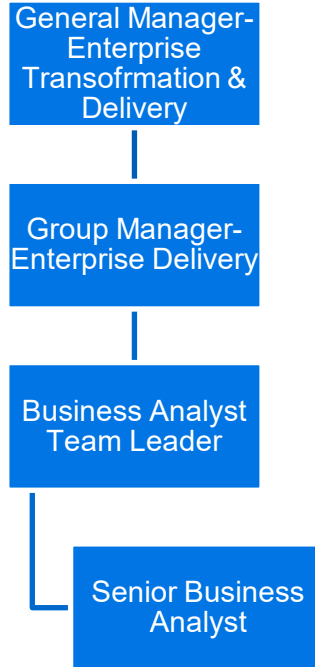 General Manager-
Enterprise
Transofrmation &
Delivery
Group Manager-
Enterprise Delivery
Business Analyst
Team Leader
Senior Business
Analyst